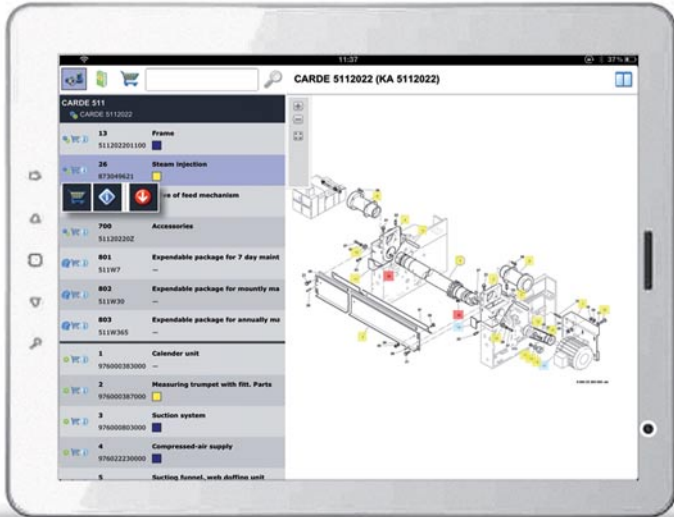 11:37
37%
CARDE 5112022 (KA 5112022)
CARDE 511
CARDE 5112022
13 Frame
511202201100
26 Steam injection
873049621
of feed mechanism
700 Accessories
51120220Z
801 Expendable package for 7 day maint
511W7 —
802 Expendable package for mountly ma
511W30 —
803 Expendable package for annually ma
511W365 —
1 Calender unit
976000383000 —
2 Measuring trumpet with fitt. Parts
976000387000
3 Suction system
976000803000
4 Compressed-air supply
976022230000
5 Sucting funnel, web doffing unit